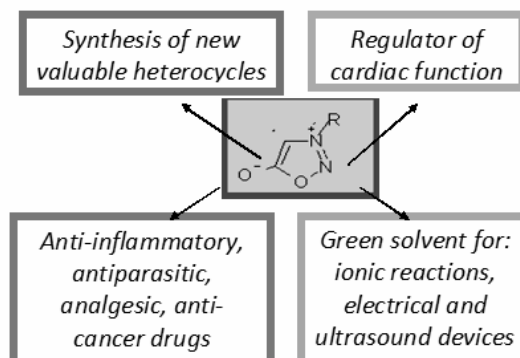 Synthesis of new
valuable heterocycles
Regulator of
cardiac function
R
N+
O-
O
N
Anti-inflammatory,
antiparasitic,
analgesic, anti-
cancer drugs
Green solvent for:
ionic reactions,
electrical and
ultrasound devices